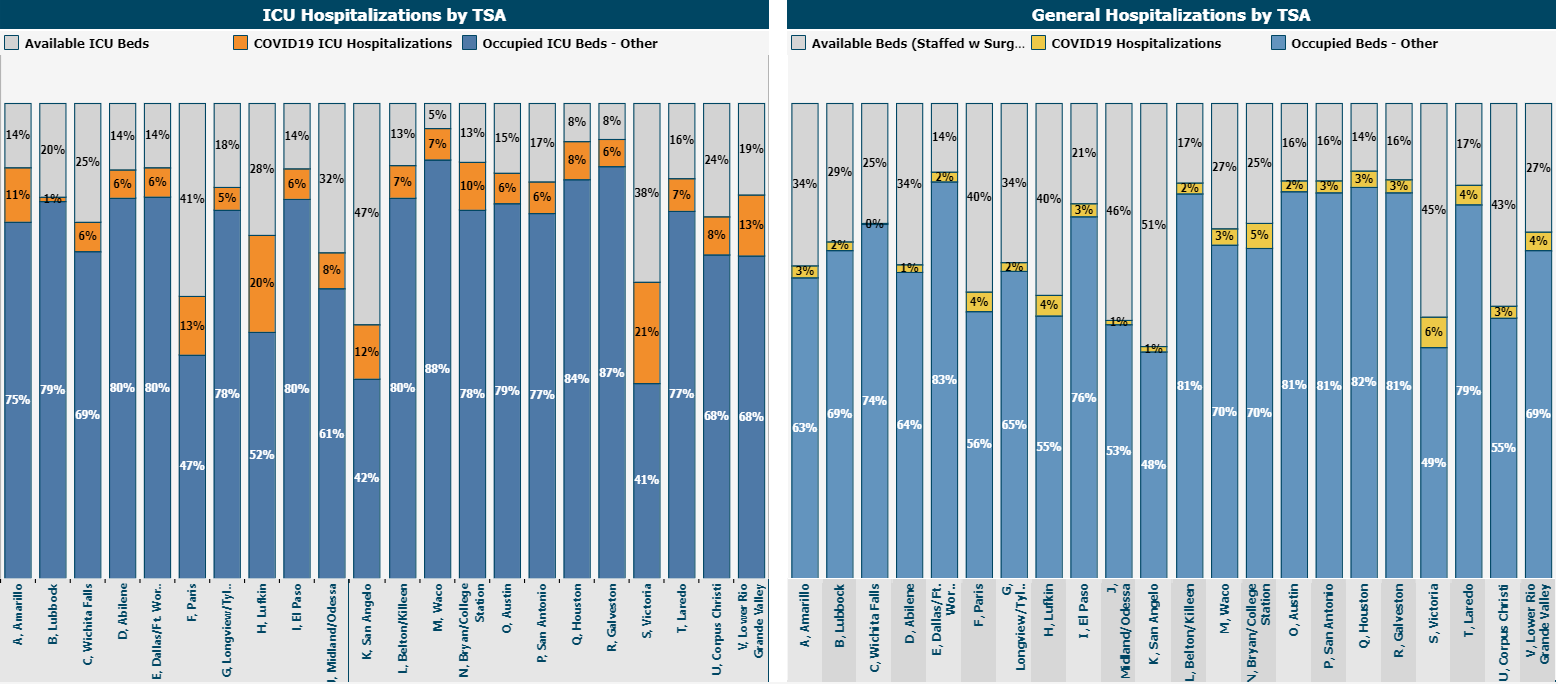 ICU Hospitalizations by TSA
Available ICU Beds
COVID19 ICU Hospitalizations
Occupied ICU Beds - Other
14% 20% 25% 14% 14% 41% 18% 28% 14% 32% 47% 13% 5% 13% 15% 17% 8% 8% 38% 16% 24% 19%
11% 1% 6% 6% 6% 13% 5% 20% 6% 8% 12% 7% 7% 10% 6% 6% 8% 6% 21% 7% 8% 13%
75% 79% 69% 80% 80% 47% 78% 52% 80% 61% 42% 80% 88% 78% 79% 77% 84% 87% 41% 77% 68% 68%
A, Amarillo
B, Lubbock
C, Wichita Falls
D, Abilene
E, Dallas/Ft. Wor..
F, Paris
G, Longview/Tyl..
H, Lufkin
I, El Paso
J, Midland/Odessa
K, San Angelo
L, Belton/Killeen
M, Waco
N, Bryan/College
Station
O, Austin
P, San Antonio
Q, Houston
R, Galveston
S, Victoria
T, Laredo
U, Corpus Christi
V, Lower Rio
Grande Valley
General Hospitalizations by TSA
Available Beds (Staffed w Surg...
COVID19 Hospitalizations
Occupied Beds - Other
34% 29% 25% 34% 14% 40% 34% 40% 21% 46% 51% 17% 27% 25% 16% 16% 14% 16% 45% 17% 43% 27%
3% 2% 0% 1% 2% 4% 2% 4% 3% 1% 1% 2% 3% 5% 2% 3% 3% 3% 6% 4% 3% 4%
63% 69% 74% 64% 83% 56% 65% 55% 76% 53% 48% 81% 70% 70% 81% 81% 82% 81% 49% 79% 55% 69%
A, Amarillo
B, Lubbock
C, Wichita Falls
D, Abilene
E, Dallas/Ft.
Wor..
F, Paris
G,
Longview/Tyl..
H, Lufkin
I, El Paso
J,
Midland/Odessa
K, San Angelo
L, Belton/Killeen
M, Waco
N, Bryan/College
Station
O, Austin
P, San Antonio
Q, Houston
R, Galveston
S, Victoria
T, Laredo
U, Corpus Christi
V, Lower Rio
Grande Valley